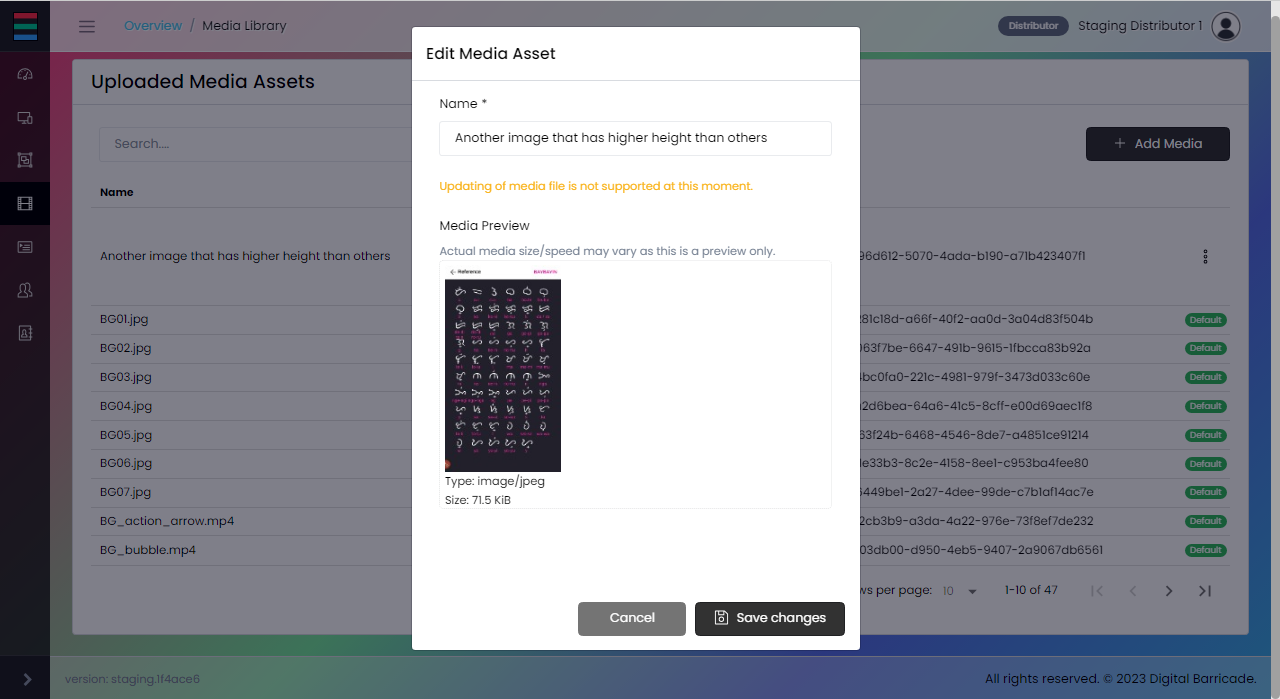 Overview / Media Library
Distributor
Staging Distributor 1
Uploaded Media Assets
Search....
Add Media
Name
Another image that has higher height than others
96d612-5070-4ada-b190-a71b423407f1
BG01.jpg
281c18d-a66f-40f2-aa0d-3a04d83f504b
Default
BG02.jpg
963f7be-6647-491b-9615-1fbcca83b92a
Default
BG03.jpg
bc0fa0-221c-4981-979f-3473d033c60e
Default
BG04.jpg
2d6bea-64a6-41c5-8cff-e00d69aec1f8
Default
BG05.jpg
63f24b-6468-4546-8de7-a4851ce91214
Default
BG06.jpg
e33b3-8c2e-4158-8ee1-c953ba4fee80
Default
BG07.jpg
6449be1-2a27-4dee-99de-c7b1af14ac7e
Default
BG_action_arrow.mp4
2cb3b9-a3da-4a22-976e-73f8ef7de232
Default
BG_bubble.mp4
03db00-d950-4eb5-9407-2a9067db6561
Default
ws per page: 10
1-10 of 47
Edit Media Asset
Name *
Another image that has higher height than others
Updating of media file is not supported at this moment.
Media Preview
Actual media size/speed may vary as this is a preview only.
Reference
Type: image/jpeg
Size: 71.5 KiB
Cancel
Save changes
version: staging.1f4ace6
All rights reserved. © 2023 Digital Barricade.